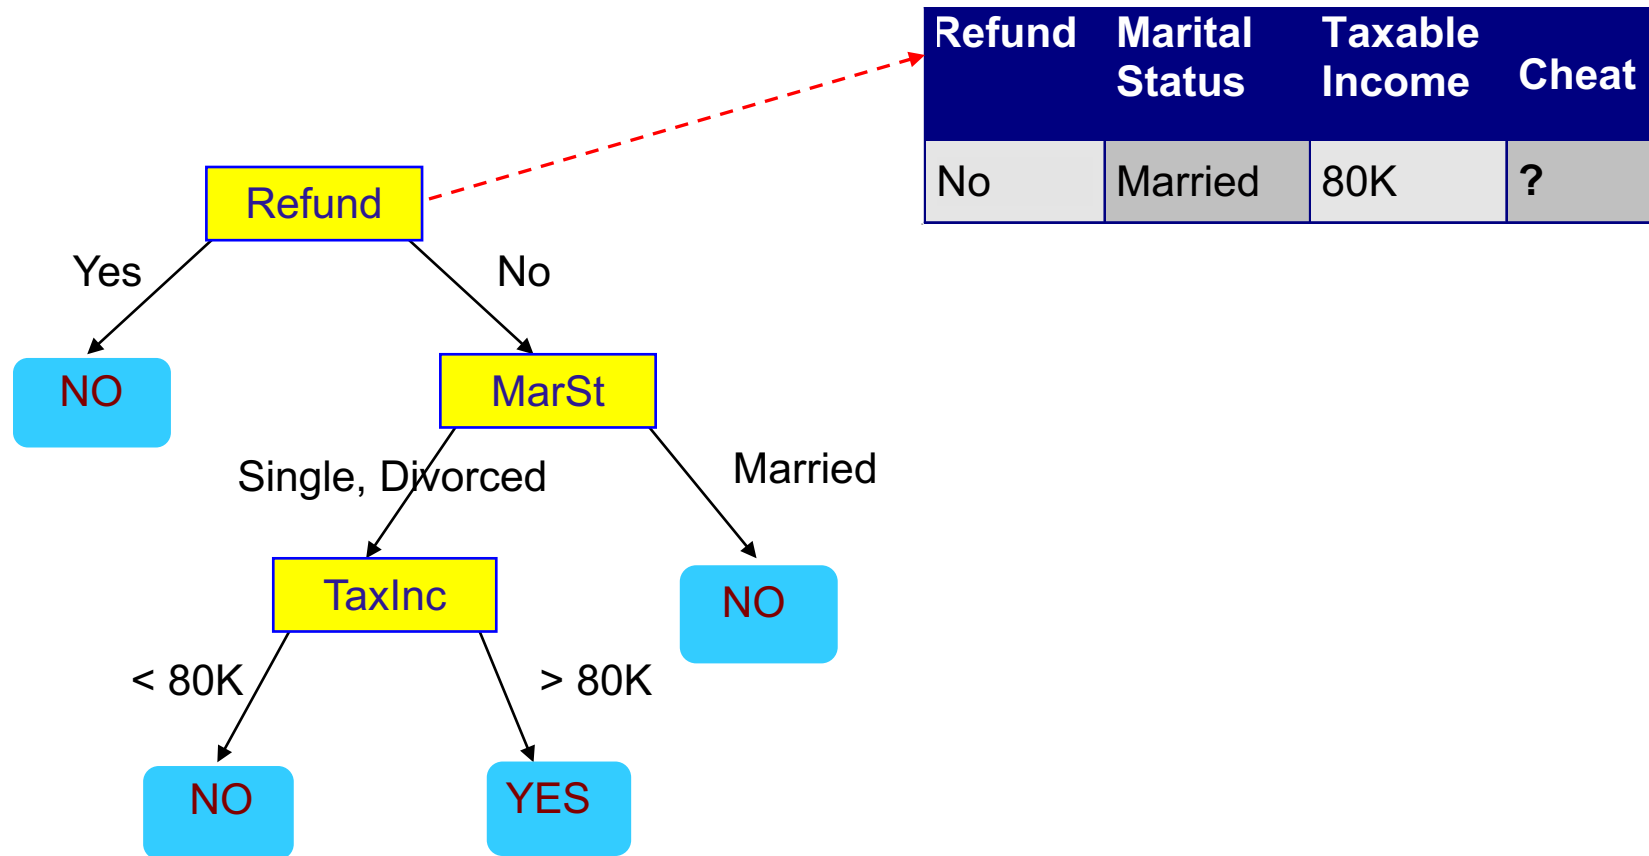 Refund Marital Status Taxable Income Cheat
No Married 80K ?
Refund
Yes No
NO
MarSt
Single, Divorced Married
TaxInc
NO
< 80K > 80K
NO YES